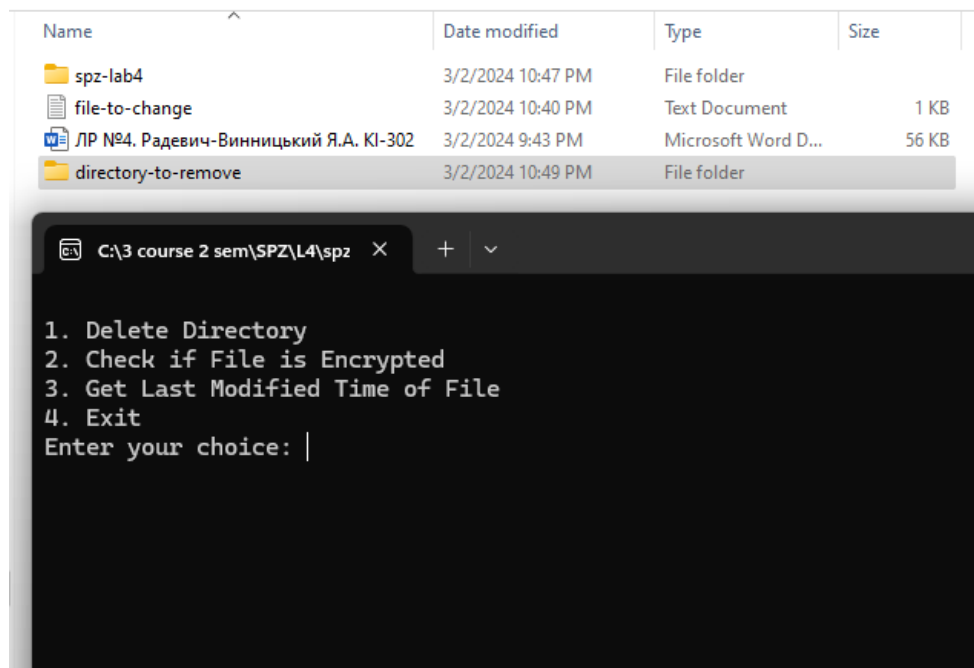 Name Date modified Type Size
spz-lab4 3/2/2024 10:47 PM File folder
file-to-change 3/2/2024 10:40 PM Text Document 1 KB
ЛР №4. Радевич-Винницький Я.А. КІ-302 3/2/2024 9:43 PM Microsoft Word D... 56 KB
directory-to-remove 3/2/2024 10:49 PM File folder
C:\3 course 2 sem\SPZ\L4\spz
1. Delete Directory
2. Check if File is Encrypted
3. Get Last Modified Time of File
4. Exit
Enter your choice: